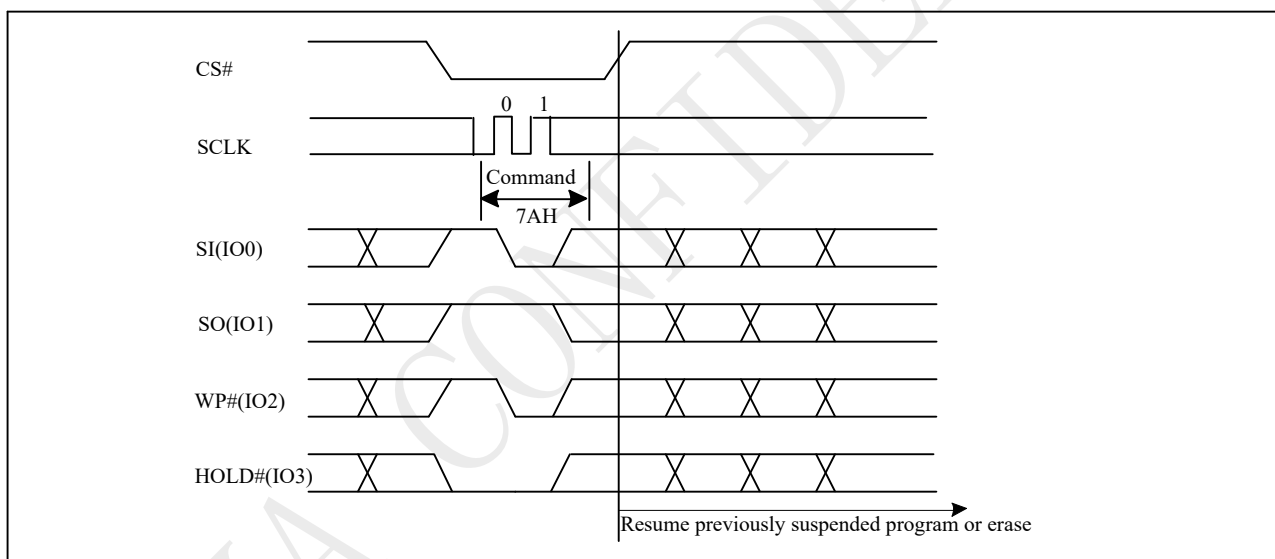 CS#
0 1
SCLK
Command
7AH
SI(IO0)
SO(IO1)
WP#(IO2)
HOLD#(IO3)
Resume previously suspended program or erase